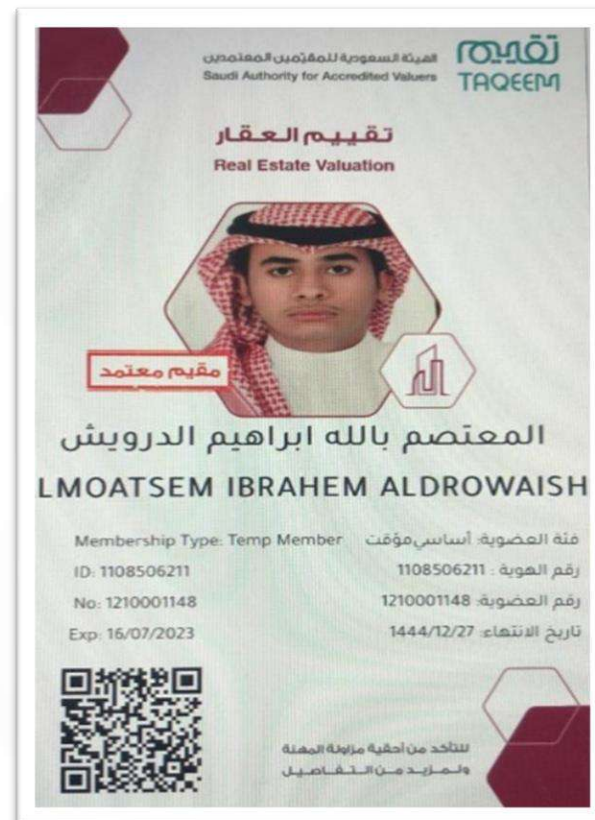 الهيئة السعودية للمقيّمين المعتمدين
Saudi Authority for Accredited Valuers
تقييم
TAQEEM
تقييم العقار
Real Estate Valuation
مقيم معتمد
المعتصم بالله ابراهيم الدرويش
LMOATSEM IBRAHEM ALDROWAISH
فئة العضوية: أساسي مؤقت Membership Type: Temp Member
رقم الهوية : 1108506211 ID: 1108506211
رقم العضوية: 1210001148 No: 1210001148
تاريخ الانتهاء: 1444/12/27 Exp: 16/07/2023
للتأكد من أحقية مزاولة المهنة
ولمزيد من التفاصيل